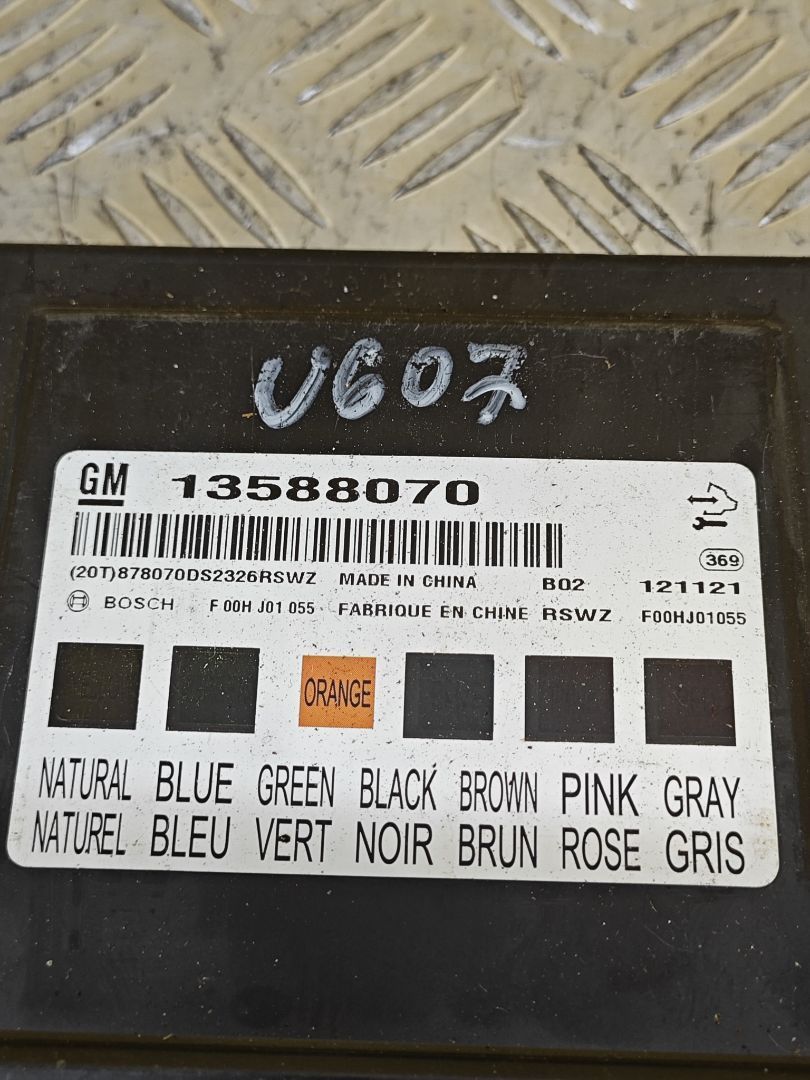 U607
GM 13588070
369
(20T)878070DS2326RSWZ MADE IN CHINA B02 121121
BOSCH F 00H J01 055 FABRIQUE EN CHINE RSWZ F00HJ01055
ORANGE
NATURAL BLUE GREEN BLACK BROWN PINK GRAY
NATUREL BLEU VERT NOIR BRUN ROSE GRIS